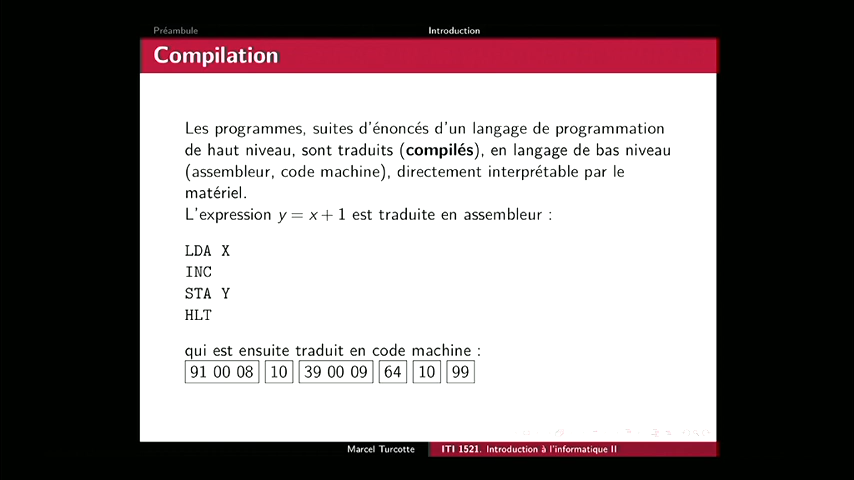 Préambule
Introduction
Compilation
Les programmes, suites d'énoncés d'un langage de programmation
de haut niveau, sont traduits (compilés), en langage de bas niveau
(assembleur, code machine), directement interprétable par le
matériel.
L'expression y = x + 1 est traduite en assembleur :
LDA X
INC
STA Y
HLT
qui est ensuite traduit en code machine :
91 00 08 10 39 00 09 64 10 99
Marcel Turcotte
ITI 1521. Introduction à l'informatique II